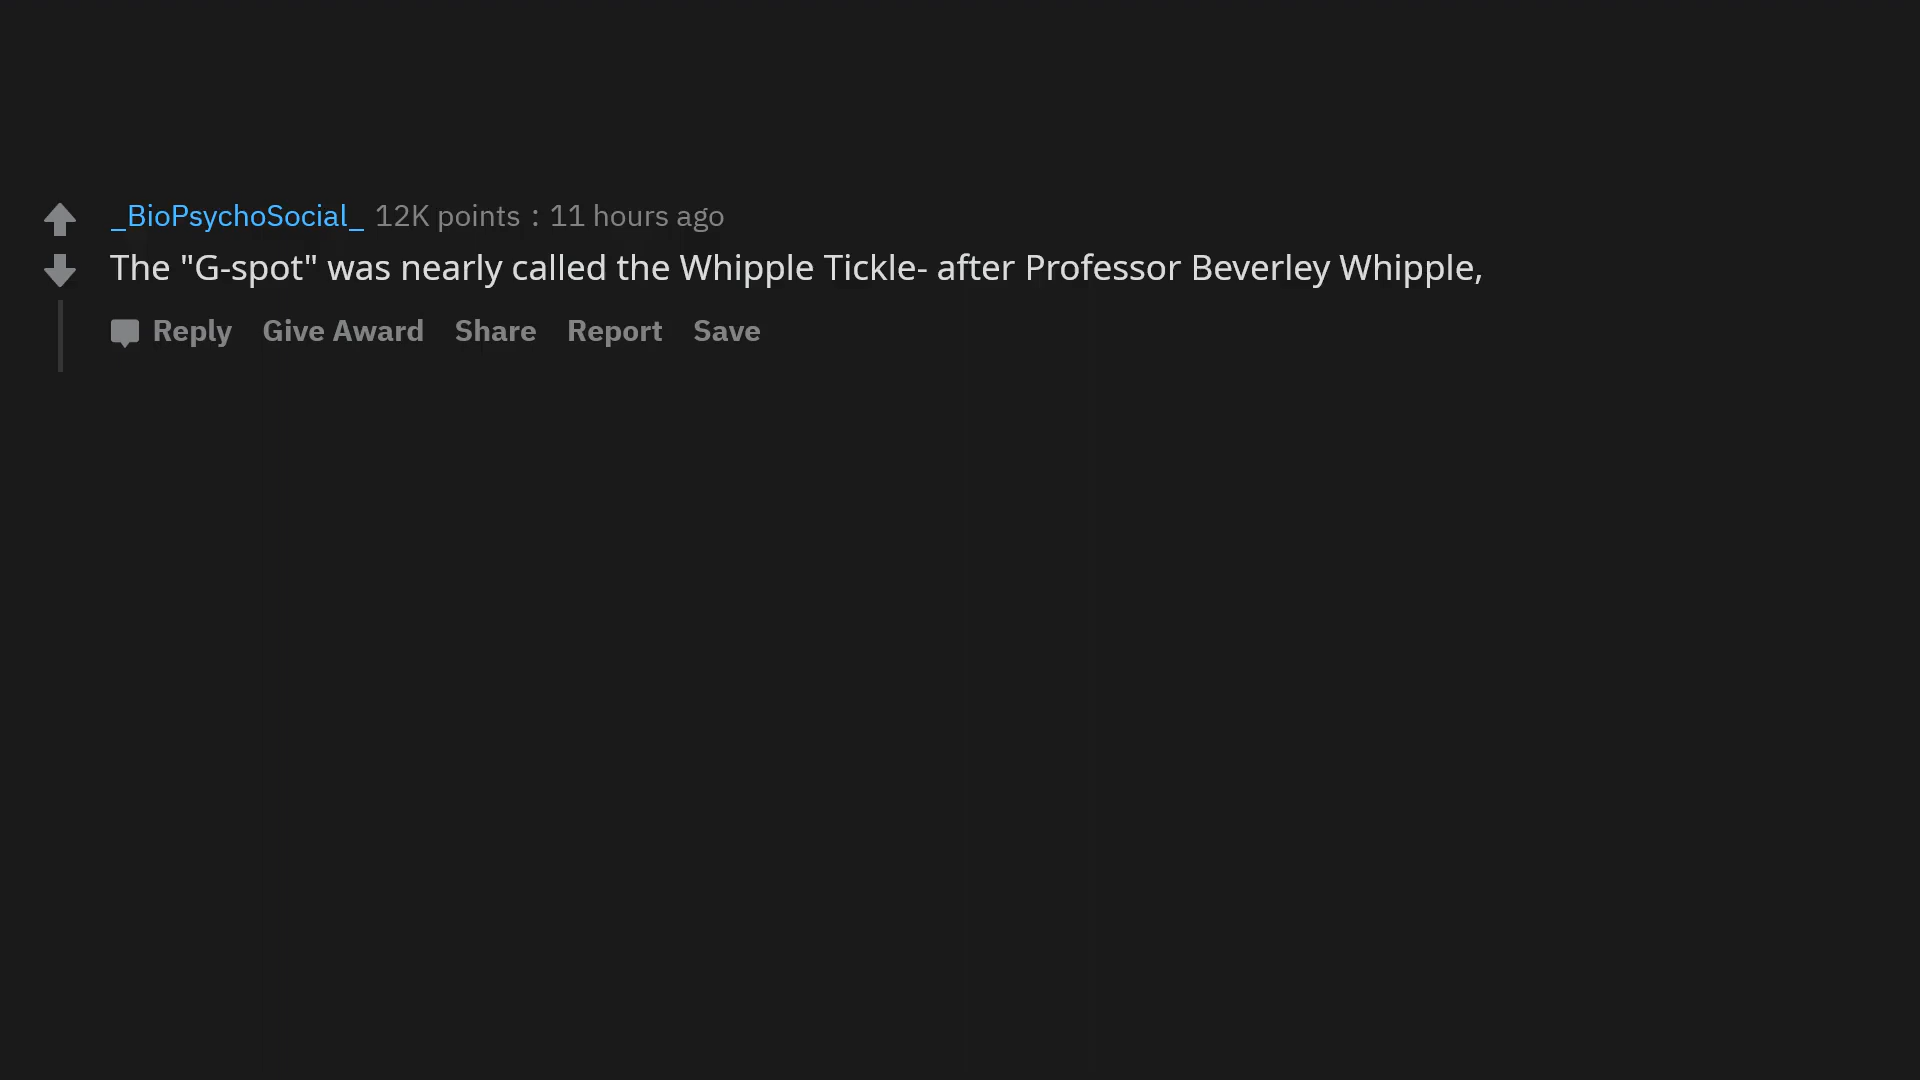 _BioPsychoSocial_ 12K points : 11 hours ago
The "G-spot" was nearly called the Whipple Tickle- after Professor Beverley Whipple,
Reply Give Award Share Report Save